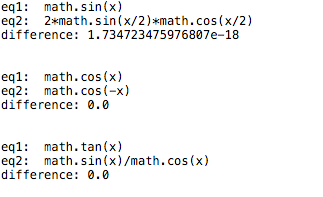 eq1:  math.sin(x)
eq2:  2*math.sin(x/2)*math.cos(x/2)
difference: 1.734723475976807e-18
eq1:  math.cos(x)
eq2:  math.cos(-x)
difference: 0.0
eq1:  math.tan(x)
eq2:  math.sin(x)/math.cos(x)
difference: 0.0